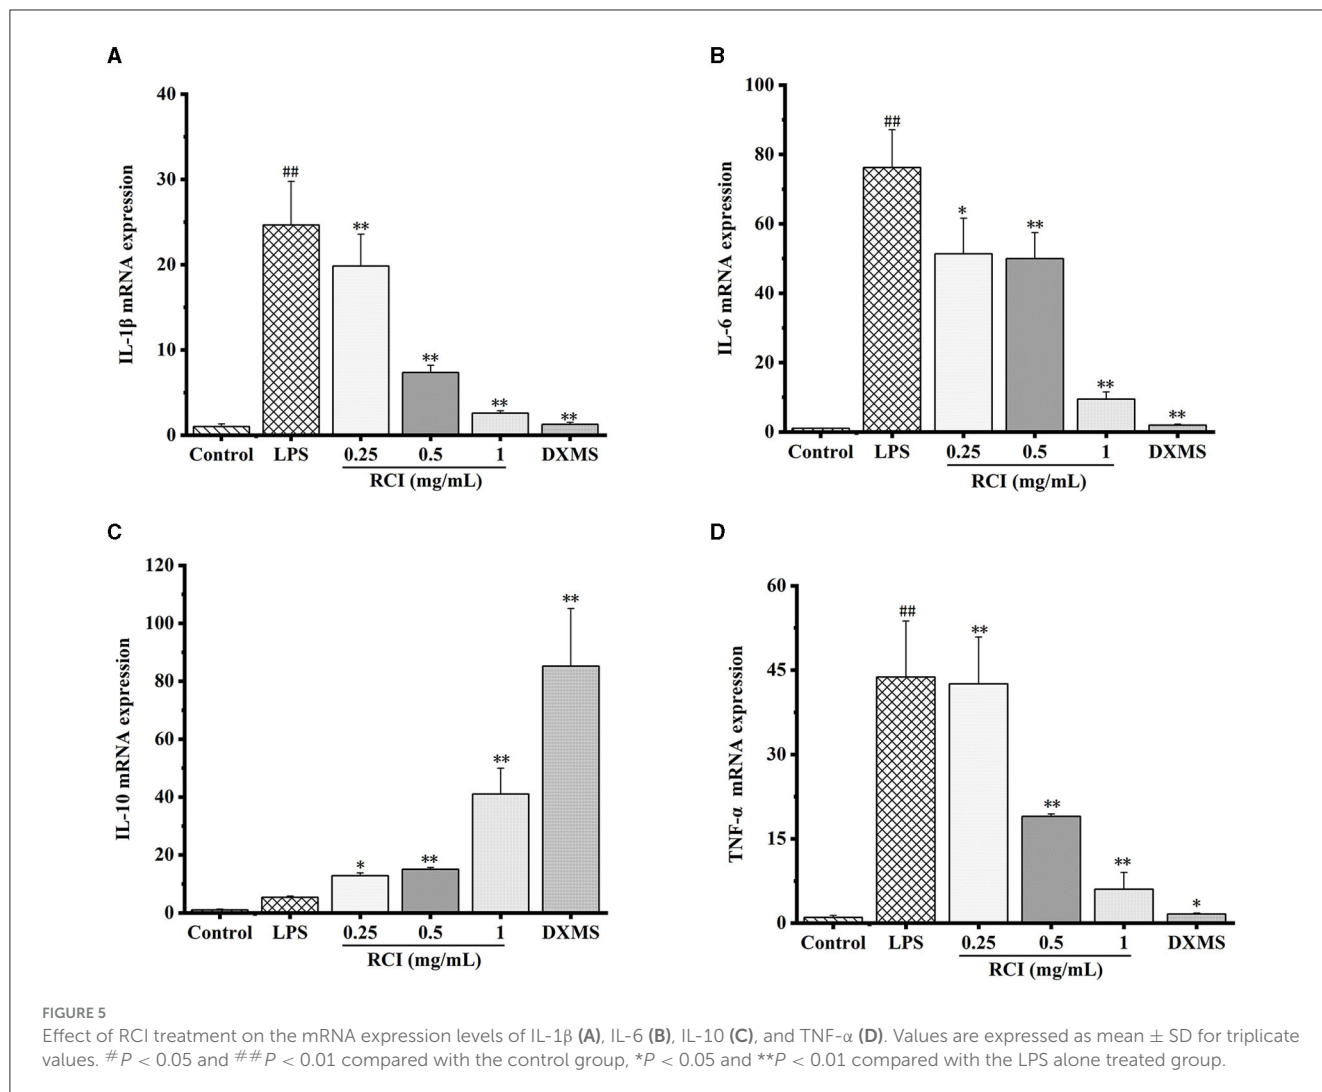 A
40
30
20
10
0
IL-1β mRNA expression
##
**
**
**
**
Control LPS 0.25 0.5 1 DXMS
RCI (mg/mL)
B
100
80
60
40
20
0
IL-6 mRNA expression
##
*
**
**
**
Control LPS 0.25 0.5 1 DXMS
RCI (mg/mL)
C
120
100
80
60
40
20
0
IL-10 mRNA expression
*
**
**
**
Control LPS 0.25 0.5 1 DXMS
RCI (mg/mL)
D
60
45
30
15
0
TNF-α mRNA expression
##
**
**
**
*
Control LPS 0.25 0.5 1 DXMS
RCI (mg/mL)
FIGURE 5
Effect of RCI treatment on the mRNA expression levels of IL-1β (A), IL-6 (B), IL-10 (C), and TNF-α (D). Values are expressed as mean ± SD for triplicate
values. #P < 0.05 and ##P < 0.01 compared with the control group, *P < 0.05 and **P < 0.01 compared with the LPS alone treated group.